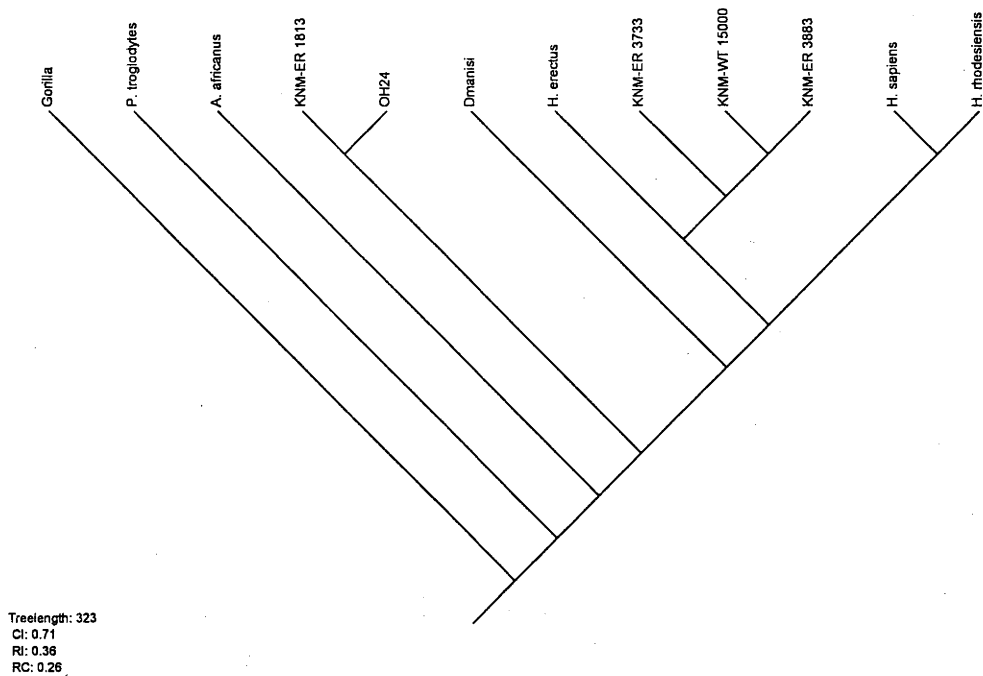 Gorilla
P. troglodytes
A. africanus
KNM-ER 1813
OH24
Dmanisi
H. erectus
KNM-ER 3733
KNM-WT 15000
KNM-ER 3883
H. sapiens
H. rhodesiensis
Treelength: 323
CI: 0.71
RI: 0.36
RC: 0.26